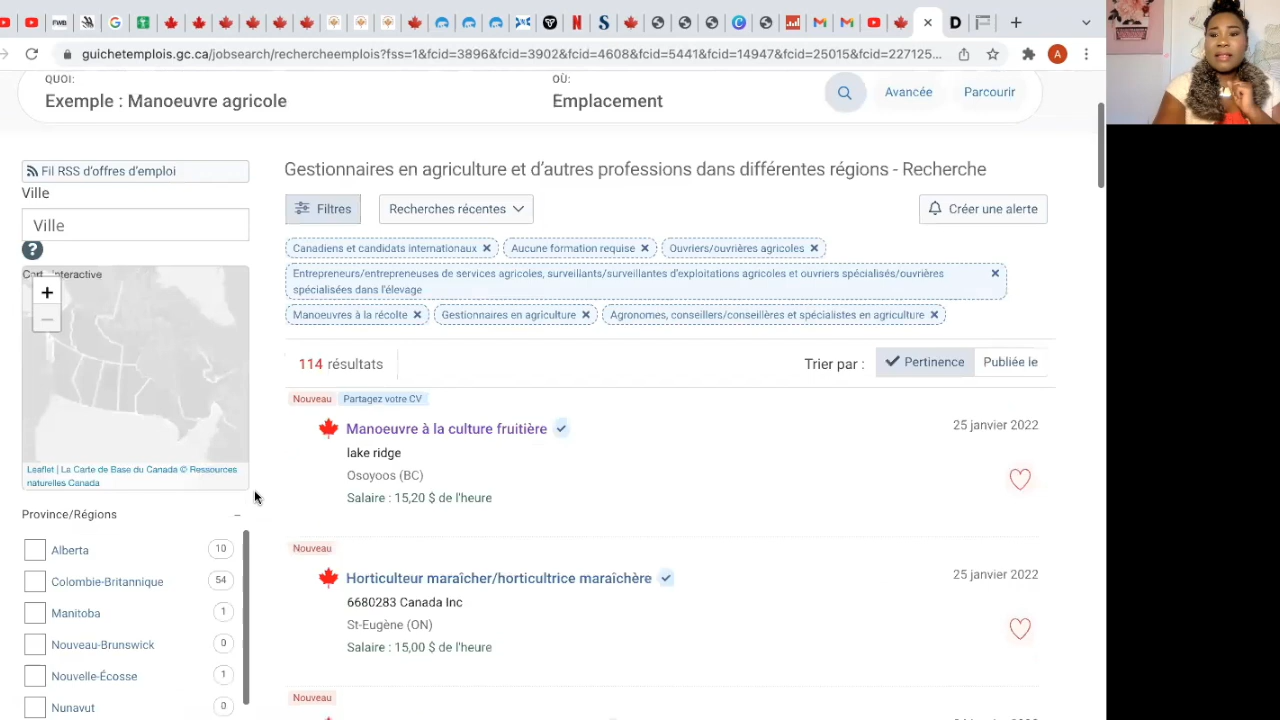 FWB
G
N
S
C
M
M
D
guichetemplois.gc.ca/jobsearch/rechercheemplois?fss=1&fcid=3896&fcid=3902&fcid=4608&fcid=5441&fcid=14947&fcid=25015&fcid=227125...
A
QUOI:
OÙ:
Exemple : Manoeuvre agricole
Emplacement
Avancée
Parcourir
Fil RSS d'offres d'emploi
Ville
Ville
?
Gestionnaires en agriculture et d'autres professions dans différentes régions - Recherche
Filtres
Recherches récentes
Créer une alerte
Canadiens et candidats internationaux ×
Aucune formation requise ×
Ouvriers/ouvrières agricoles ×
Entrepreneurs/entrepreneuses de services agricoles, surveillants/surveillantes d'exploitations agricoles et ouvriers spécialisés/ouvrières
spécialisées dans l'élevage ×
Manoeuvres à la récolte ×
Gestionnaires en agriculture ×
Agronomes, conseillers/conseillères et spécialistes en agriculture ×
+
−
Leaflet | La Carte de Base du Canada © Ressources
naturelles Canada
114 résultats
Trier par :
Pertinence
Publiée le
Nouveau
Partagez votre CV
Manoeuvre à la culture fruitière
25 janvier 2022
lake ridge
Osoyoos (BC)
Salaire : 15,20 $ de l'heure
Nouveau
Horticulteur maraîcher/horticultrice maraîchère
25 janvier 2022
6680283 Canada Inc
St-Eugène (ON)
Salaire : 15,00 $ de l'heure
Nouveau
Province/Régions −
Alberta 10
Colombie-Britannique 54
Manitoba 1
Nouveau-Brunswick 0
Nouvelle-Écosse 1
Nunavut 0